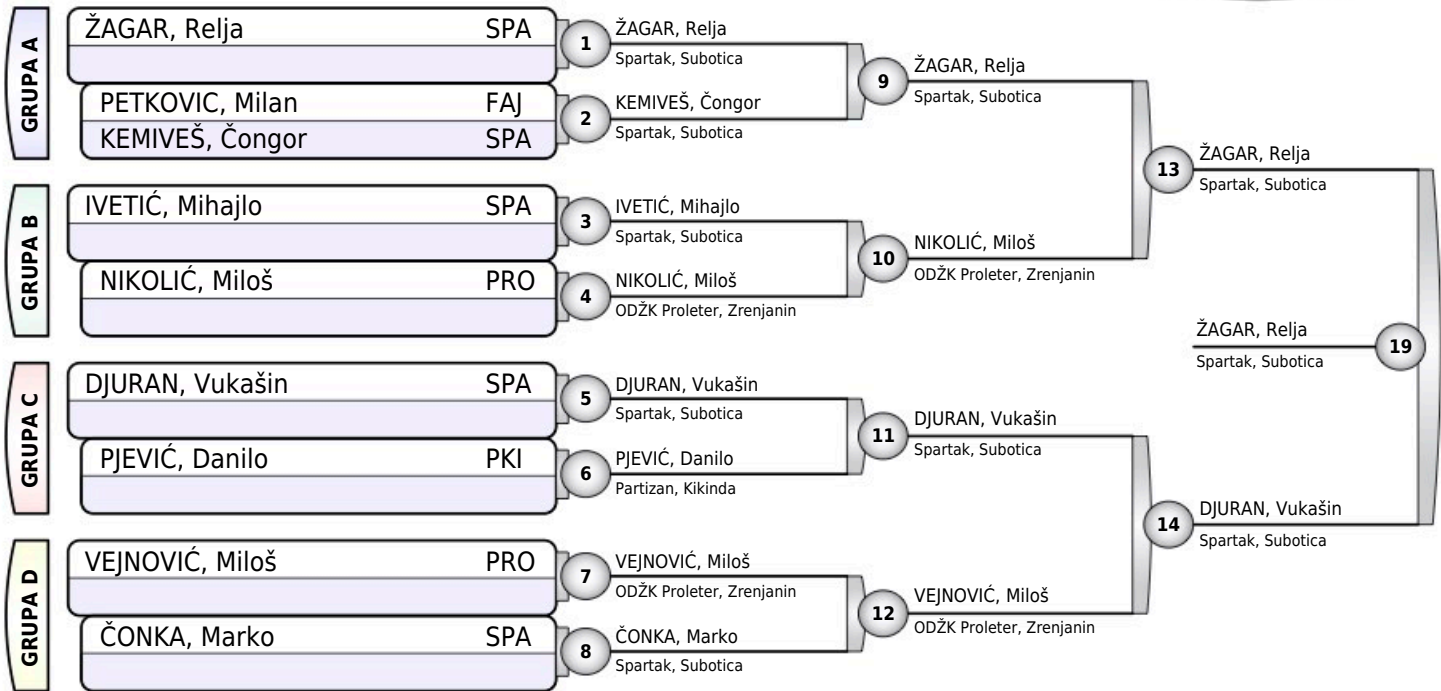 GRUPA A
ŽAGAR, Relja SPA
PETKOVIC, Milan FAJ
KEMIVEŠ, Čongor SPA
GRUPA B
IVETIĆ, Mihajlo SPA
NIKOLIĆ, Miloš PRO
GRUPA C
DJURAN, Vukašin SPA
PJEVIĆ, Danilo PKI
GRUPA D
VEJNOVIĆ, Miloš PRO
ČONKA, Marko SPA
1
ŽAGAR, Relja
Spartak, Subotica
2
KEMIVEŠ, Čongor
Spartak, Subotica
3
IVETIĆ, Mihajlo
Spartak, Subotica
4
NIKOLIĆ, Miloš
ODŽK Proleter, Zrenjanin
5
DJURAN, Vukašin
Spartak, Subotica
6
PJEVIĆ, Danilo
Partizan, Kikinda
7
VEJNOVIĆ, Miloš
ODŽK Proleter, Zrenjanin
8
ČONKA, Marko
Spartak, Subotica
9
ŽAGAR, Relja
Spartak, Subotica
10
NIKOLIĆ, Miloš
ODŽK Proleter, Zrenjanin
11
DJURAN, Vukašin
Spartak, Subotica
12
VEJNOVIĆ, Miloš
ODŽK Proleter, Zrenjanin
13
ŽAGAR, Relja
Spartak, Subotica
14
DJURAN, Vukašin
Spartak, Subotica
ŽAGAR, Relja
Spartak, Subotica
19